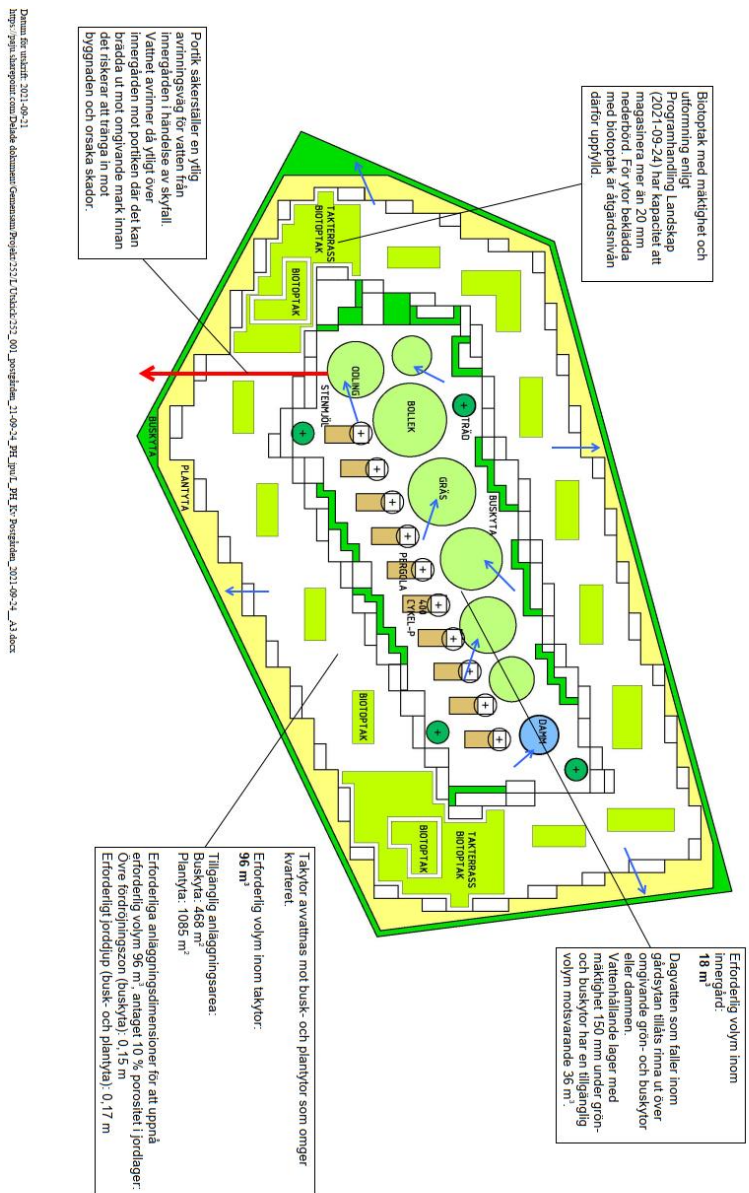 Biotoptak med mäktighet och
utformning enligt
Programhandling Landskap
(2021-09-24) har kapacitet att
magasinera mer än 20 mm
nederbörd. För ytor beklädda
med biotoptak är åtgärdsnivån
därför uppfylld.
Erforderlig volym inom
innergård:
18 m³
Dagvatten som faller inom
gårdsytan tillåts rinna ut över
omgivande grön- och buskytor
eller dammen.
Vattenhållande lager med
mäktighet 150 mm under grön-
och buskytor har en tillgänglig
volym motsvarande 36 m³.
TAKTERRASS
BIOTOPTAK
BIOTOPTAK
ODLING
BOLLEK
TRÄD
STENMJÖL
GRÄS
BUSKYTA
PERGOLA
400
CYKEL-P
DAMM
BIOTOPTAK
TAKTERRASS
BIOTOPTAK
BIOTOPTAK
BUSKYTA
PLANTYTA
Portik säkerställer en ytlig
avrinningsväg för vatten från
innergården i händelse av skyfall.
Vattnet avrinner då ytligt över
innergården mot portiken där det kan
brädda ut mot omgivande mark innan
det riskerar att tränga in mot
byggnaden och orsaka skador.
Takytor avvattnas mot busk- och plantytor som omger
kvarteret.
Erforderlig volym inom takytor:
96 m³
Tillgänglig anläggningsarea:
Buskyta: 468 m²
Plantyta: 1085 m²
Erforderliga anläggningsdimensioner för att uppnå
erforderlig volym 96 m³, antaget 10 % porositet i jordlager:
Övre fördröjningszon (buskyta): 0,15 m
Erforderligt jorddjup (busk- och plantyta): 0,17 m
Datum för utskrift: 2021-09-21